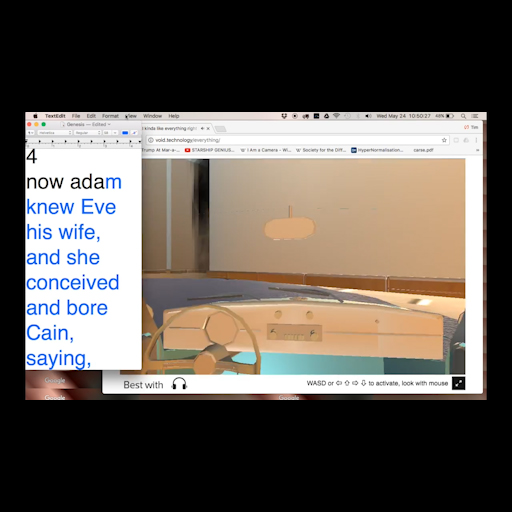 TextEdit File Edit Format View Window Help
Wed May 24 10:50:27
Genesis — Edited
kinda like everything.right
Tim
void.technology/everything/
Trump At Mar-a-... STARSHIP GENIUS... I Am a Camera - Wi... Society for the Diff... HyperNormalisation... carse.pdf
4
now adam
knew Eve
his wife,
and she
conceived
and bore
Cain,
saying,
Best with
WASD or ⇦ ⇧ ⇨ ⇩ to activate, look with mouse
Google
Google